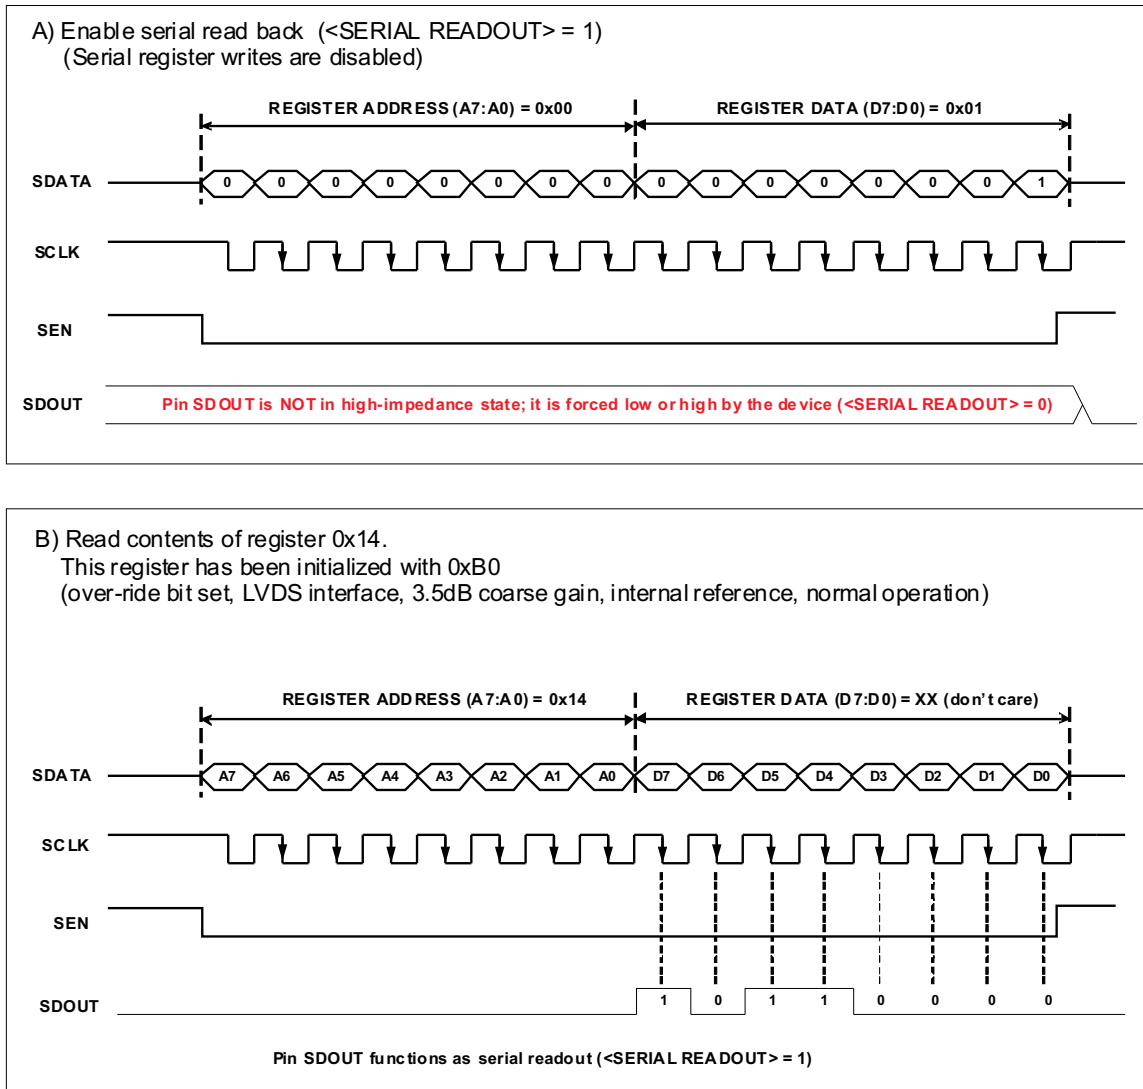 A) Enable serial read back (<SERIAL READOUT> = 1)
(Serial register writes are disabled)
REGISTER ADDRESS (A7:A0) = 0x00 REGISTER DATA (D7:D0) = 0x01
SDATA 0 0 0 0 0 0 0 0 0 0 0 0 0 0 0 1
SCLK
SEN
SDOUT Pin SDOUT is NOT in high-impedance state; it is forced low or high by the device (<SERIAL READOUT> = 0)
B) Read contents of register 0x14.
This register has been initialized with 0xB0
(over-ride bit set, LVDS interface, 3.5dB coarse gain, internal reference, normal operation)
REGISTER ADDRESS (A7:A0) = 0x14 REGISTER DATA (D7:D0) = XX (don't care)
SDATA A7 A6 A5 A4 A3 A2 A1 A0 D7 D6 D5 D4 D3 D2 D1 D0
SCLK
SEN
SDOUT 1 0 1 1 0 0 0 0
Pin SDOUT functions as serial readout (<SERIAL READOUT> = 1)